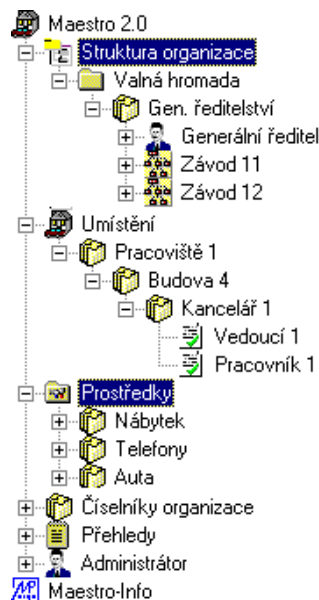 Maestro 2.0
Struktura organizace
Valná hromada
Gen. ředitelství
Generální ředitel
Závod 11
Závod 12
Umístění
Pracoviště 1
Budova 4
Kancelář 1
Vedoucí 1
Pracovník 1
Prostředky
Nábytek
Telefony
Auta
Číselníky organizace
Přehledy
Administrátor
Maestro-Info